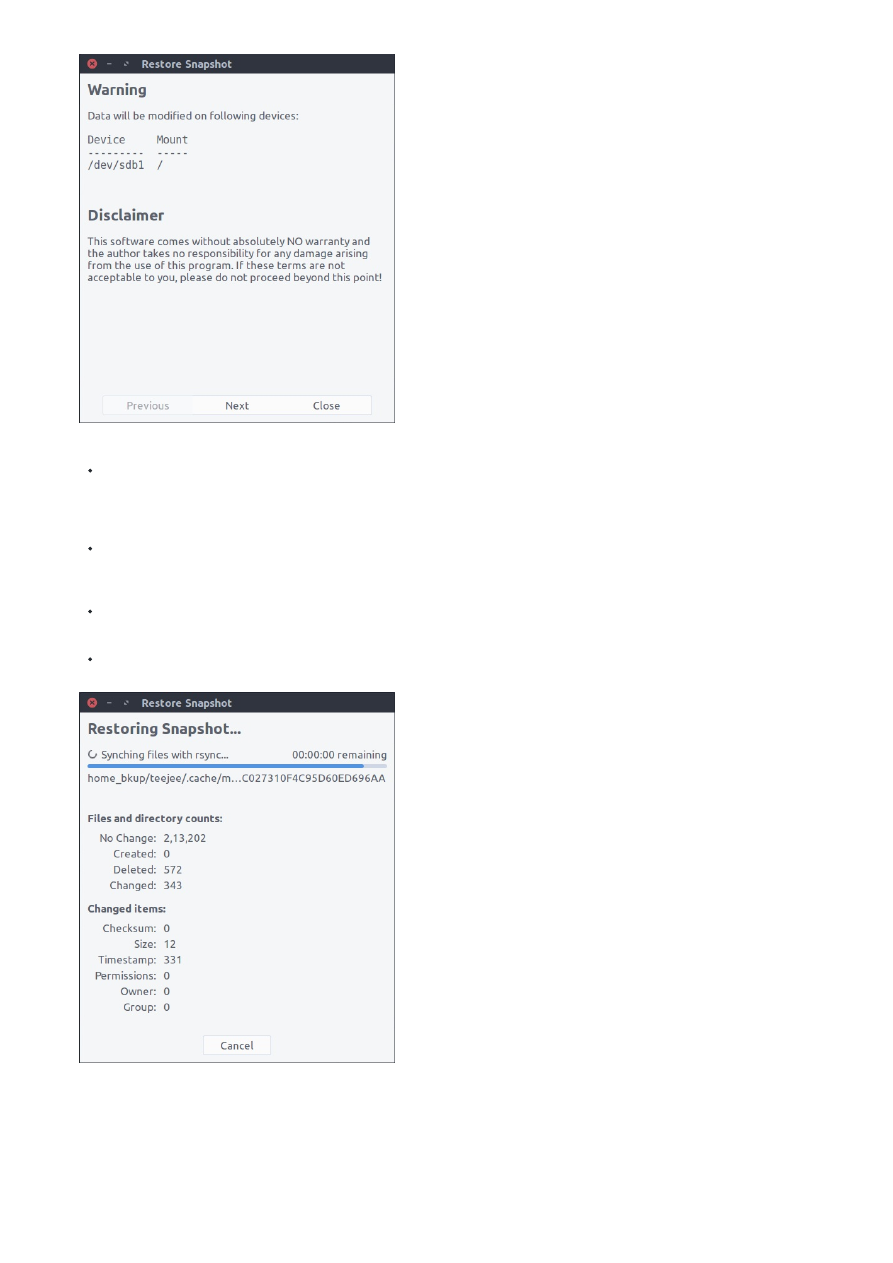 Restore Snapshot
Warning
Data will be modified on following devices:
Device Mount
--------- -----
/dev/sdb1 /
Disclaimer
This software comes without absolutely NO warranty and
the author takes no responsibility for any damage arising
from the use of this program. If these terms are not
acceptable to you, please do not proceed beyond this point!
Previous Next Close
Restore Snapshot
Restoring Snapshot...
Synching files with rsync... 00:00:00 remaining
home_bkup/teejee/.cache/m...C027310F4C95D60ED696AA
Files and directory counts:
No Change: 2,13,202
Created: 0
Deleted: 572
Changed: 343
Changed items:
Checksum: 0
Size: 12
Timestamp: 331
Permissions: 0
Owner: 0
Group: 0
Cancel